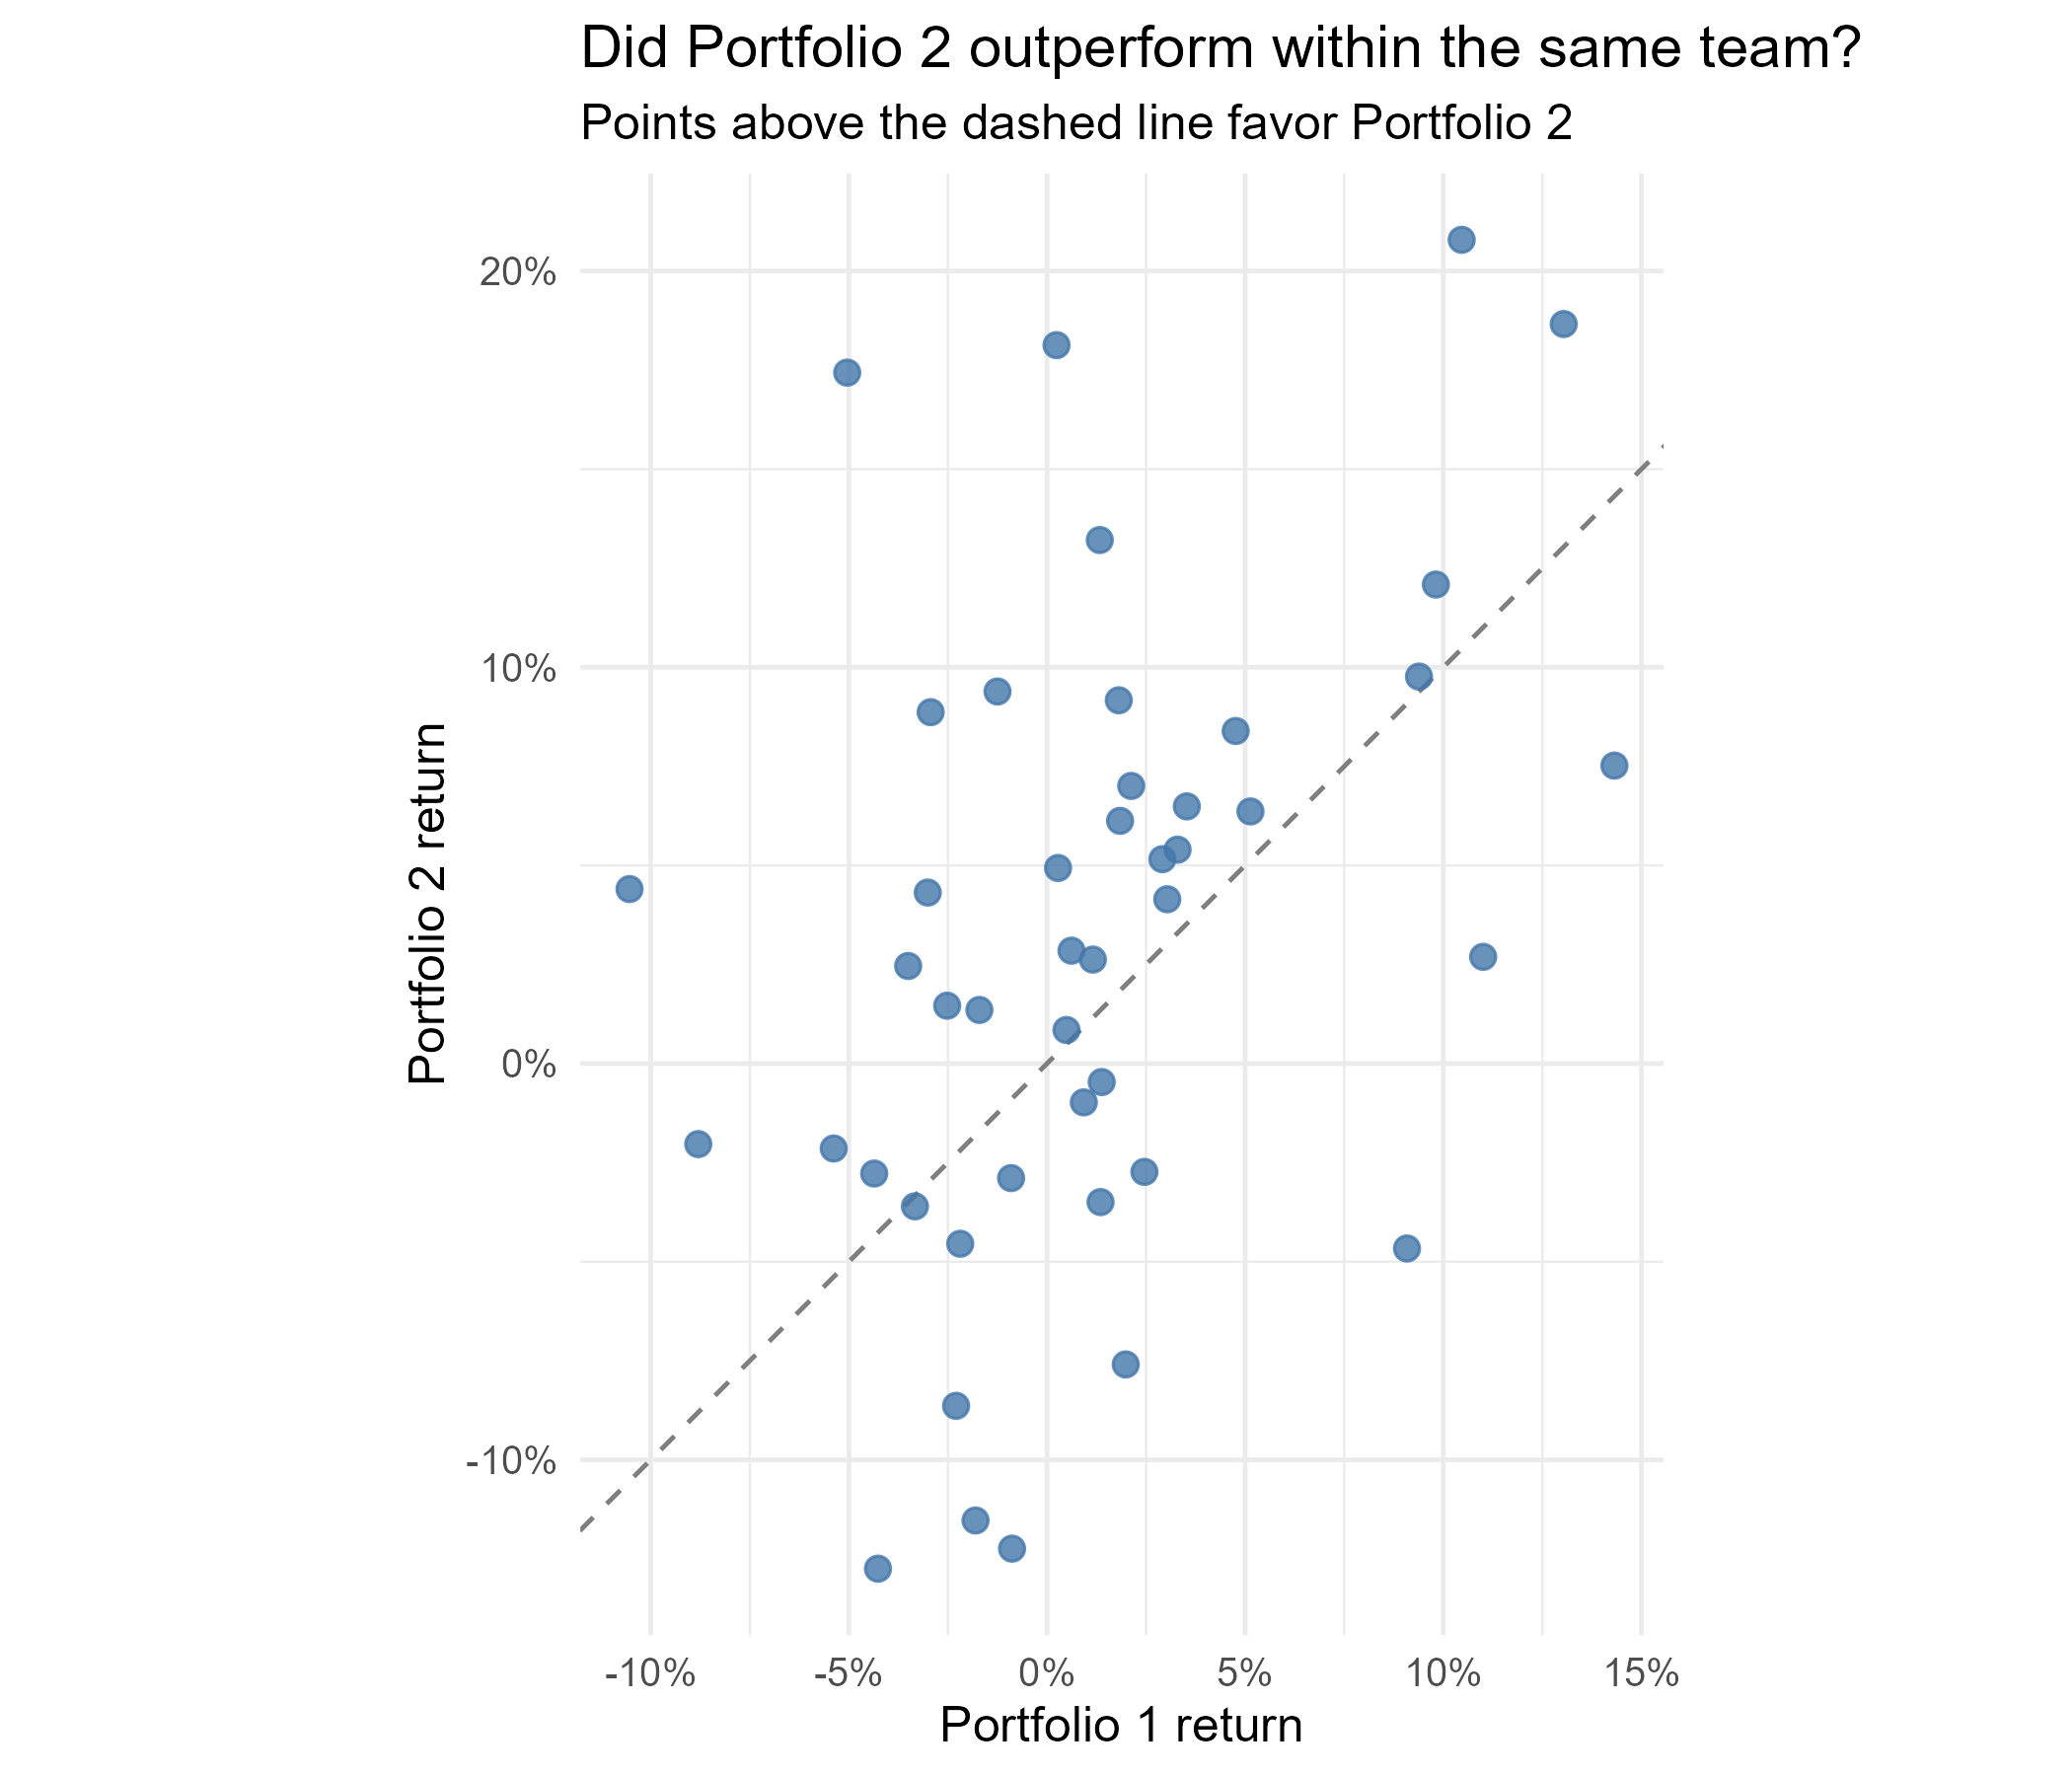 Did Portfolio 2 outperform within the same team?
Points above the dashed line favor Portfolio 2
20%
10%
0%
-10%
Portfolio 2 return
-10%
-5%
0%
5%
10%
15%
Portfolio 1 return